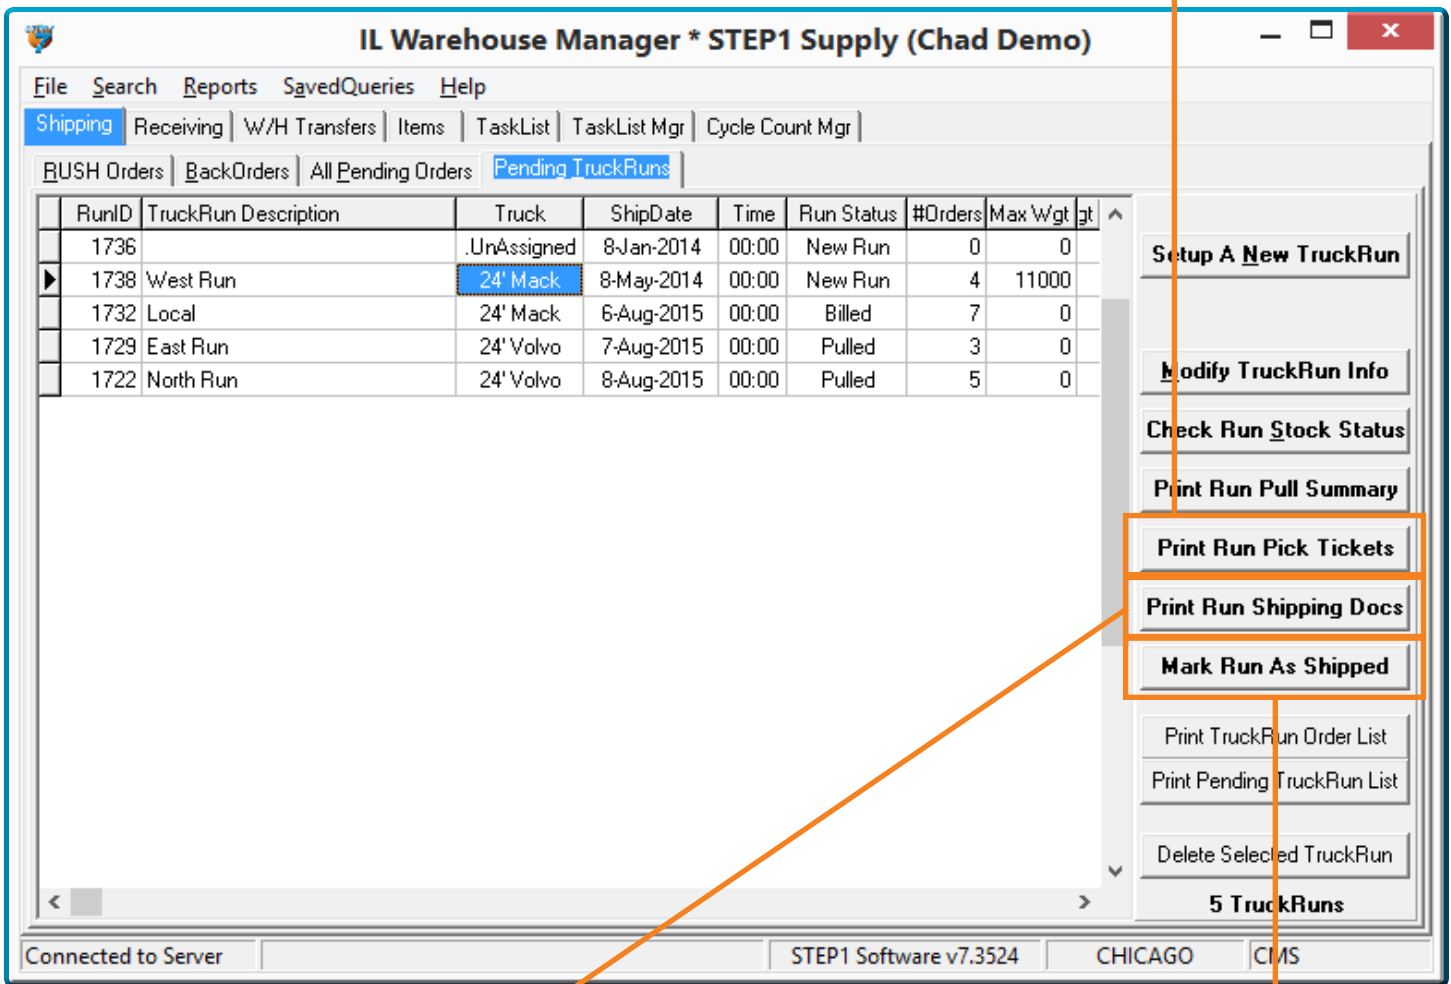 IL Warehouse Manager * STEP1 Supply (Chad Demo)
File Search Reports SavedQueries Help
Shipping Receiving W/H Transfers Items TaskList TaskList Mgr Cycle Count Mgr
RUSH Orders BackOrders All Pending Orders Pending TruckRuns
RunID TruckRun Description Truck ShipDate Time Run Status #Orders Max Wgt gt
1736 .UnAssigned 8-Jan-2014 00:00 New Run 0 0
1738 West Run 24' Mack 8-May-2014 00:00 New Run 4 11000
1732 Local 24' Mack 6-Aug-2015 00:00 Billed 7 0
1729 East Run 24' Volvo 7-Aug-2015 00:00 Pulled 3 0
1722 North Run 24' Volvo 8-Aug-2015 00:00 Pulled 5 0
Setup A New TruckRun
Modify TruckRun Info
Check Run Stock Status
Print Run Pull Summary
Print Run Pick Tickets
Print Run Shipping Docs
Mark Run As Shipped
Print TruckRun Order List
Print Pending TruckRun List
Delete Selected TruckRun
5 TruckRuns
Connected to Server STEP1 Software v7.3524 CHICAGO CMS